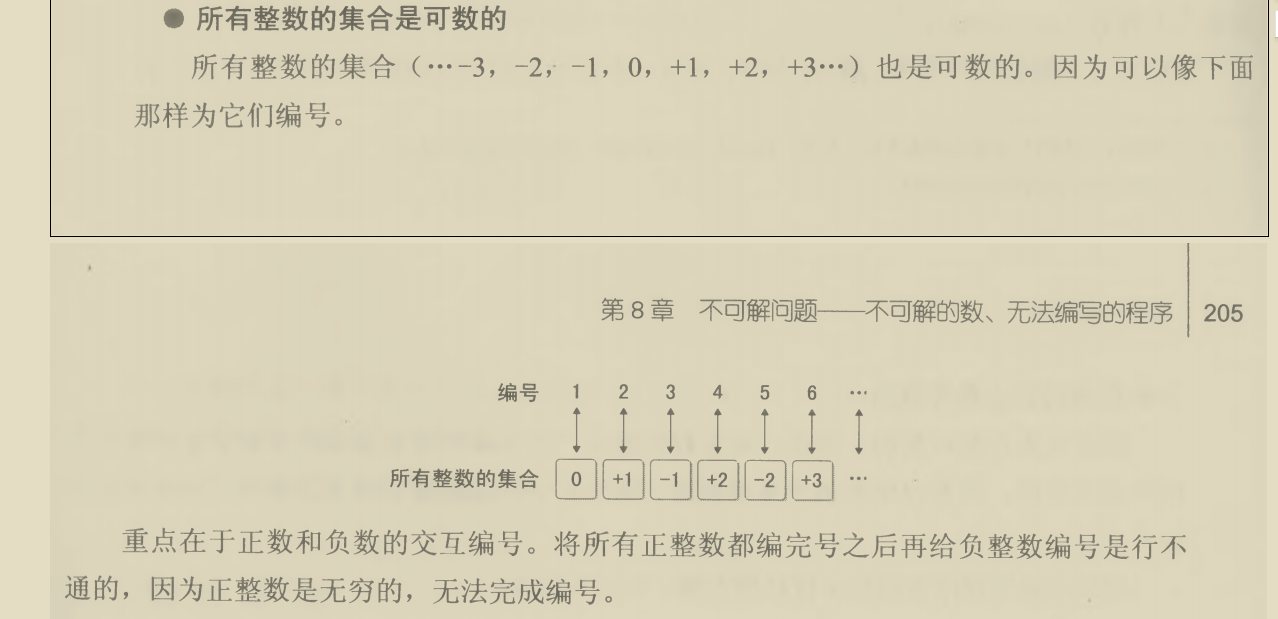 ● 所有整数的集合是可数的
所有整数的集合（…-3，-2，-1，0，+1，+2，+3…）也是可数的。因为可以像下面
那样为它们编号。
第 8 章 不可解问题——不可解的数、无法编写的程序 205
编号 1 2 3 4 5 6 …
所有整数的集合 0 +1 -1 +2 -2 +3 …
重点在于正数和负数的交互编号。将所有正整数都编完号之后再给负整数编号是行不
通的，因为正整数是无穷的，无法完成编号。